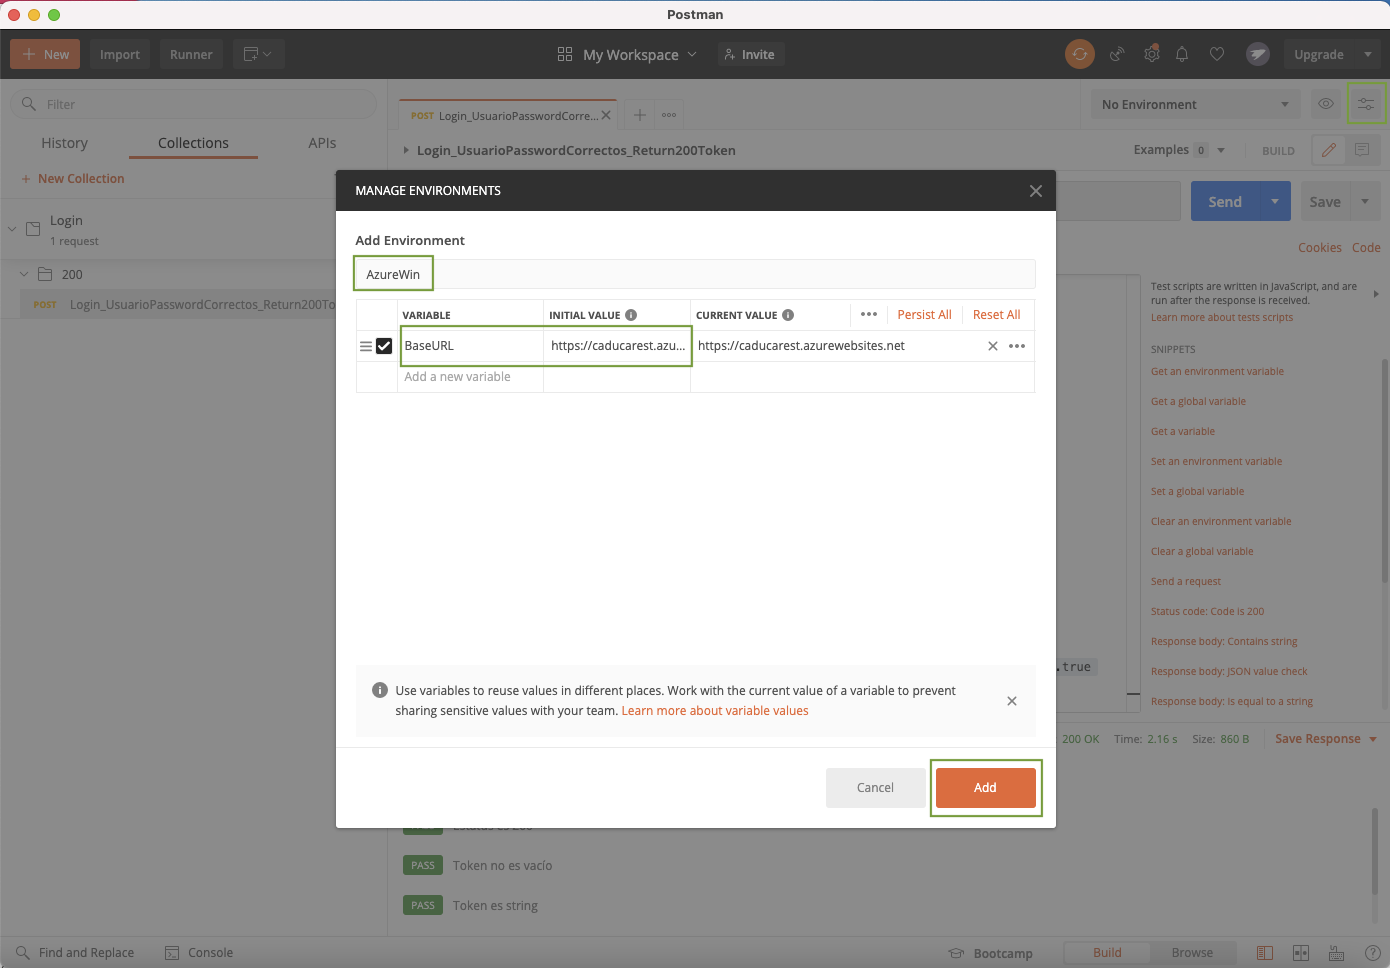 Postman
New
Import
Runner
My Workspace
Invite
Upgrade
Filter
History
Collections
APIs
+ New Collection
Login
1 request
200
POST Login_UsuarioPasswordCorrectos_Return200To
POST Login_UsuarioPasswordCorre...
No Environment
Login_UsuarioPasswordCorrectos_Return200Token
Examples 0
BUILD
Send
Save
Cookies Code
MANAGE ENVIRONMENTS
Add Environment
AzureWin
VARIABLE
INITIAL VALUE
CURRENT VALUE
Persist All
Reset All
BaseURL
https://caducarest.azu...
https://caducarest.azurewebsites.net
Add a new variable
Use variables to reuse values in different places. Work with the current value of a variable to prevent
sharing sensitive values with your team. Learn more about variable values
Cancel
Add
Test scripts are written in JavaScript, and are
run after the response is received.
Learn more about tests scripts
SNIPPETS
Get an environment variable
Get a global variable
Get a variable
Set an environment variable
Set a global variable
Clear an environment variable
Clear a global variable
Send a request
Status code: Code is 200
Response body: Contains string
Response body: JSON value check
Response body: Is equal to a string
.true
200 OK Time: 2.16 s Size: 860 B
Save Response
Estatus es 200
PASS Token no es vacío
PASS Token es string
Find and Replace
Console
Bootcamp
Build
Browse